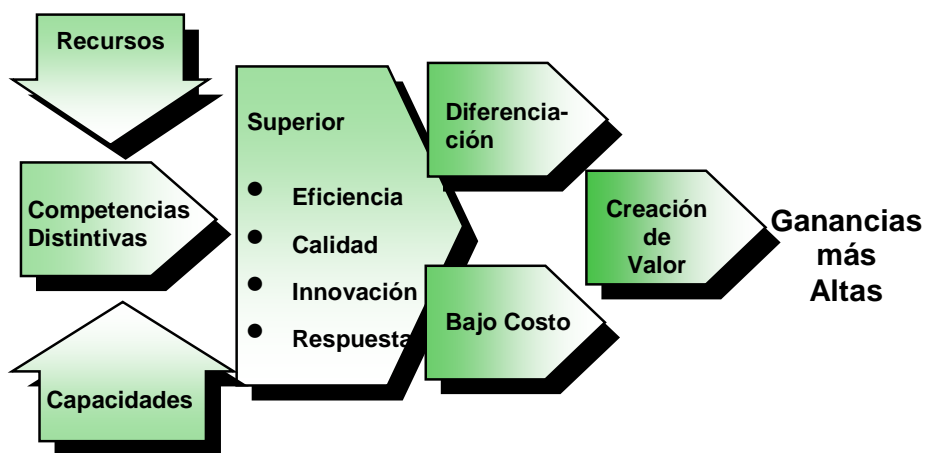 Recursos
Competencias
Distintivas
Capacidades
Superior
• Eficiencia
• Calidad
• Innovación
• Respuesta
Diferencia-
ción
Bajo Costo
Creación
de
Valor
Ganancias
más
Altas